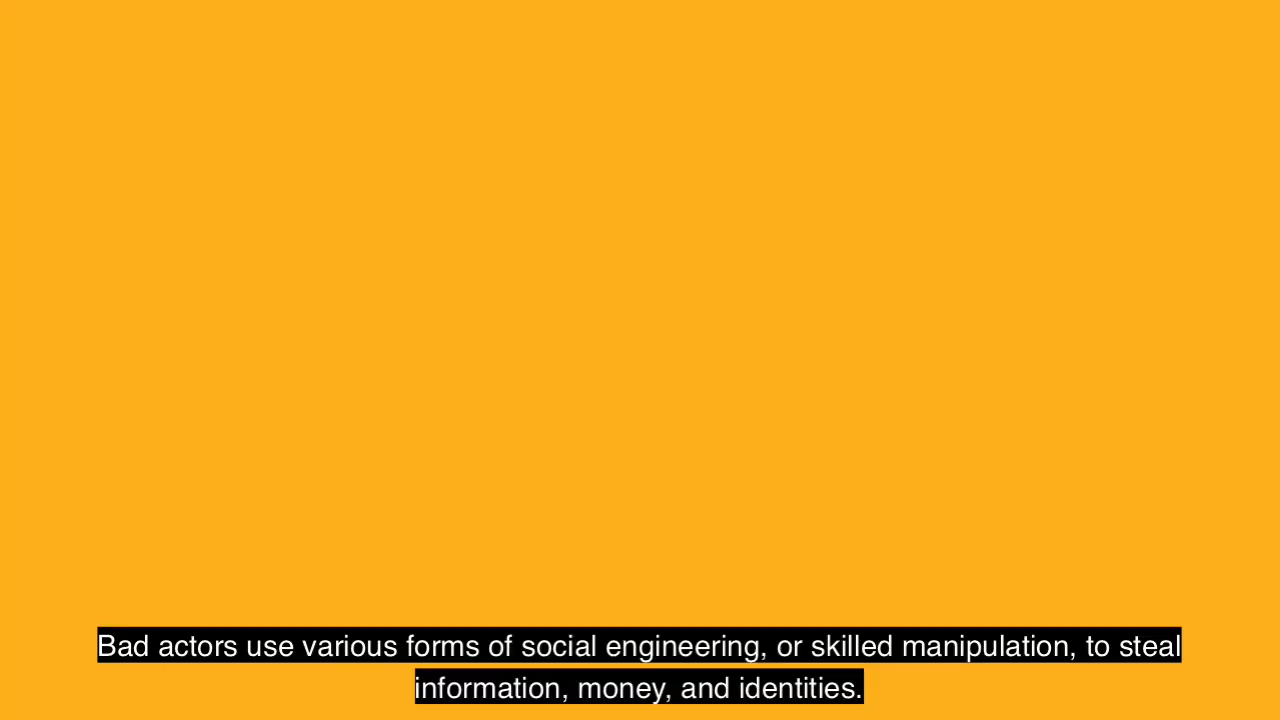 Bad actors use various forms of social engineering, or skilled manipulation, to steal
information, money, and identities.